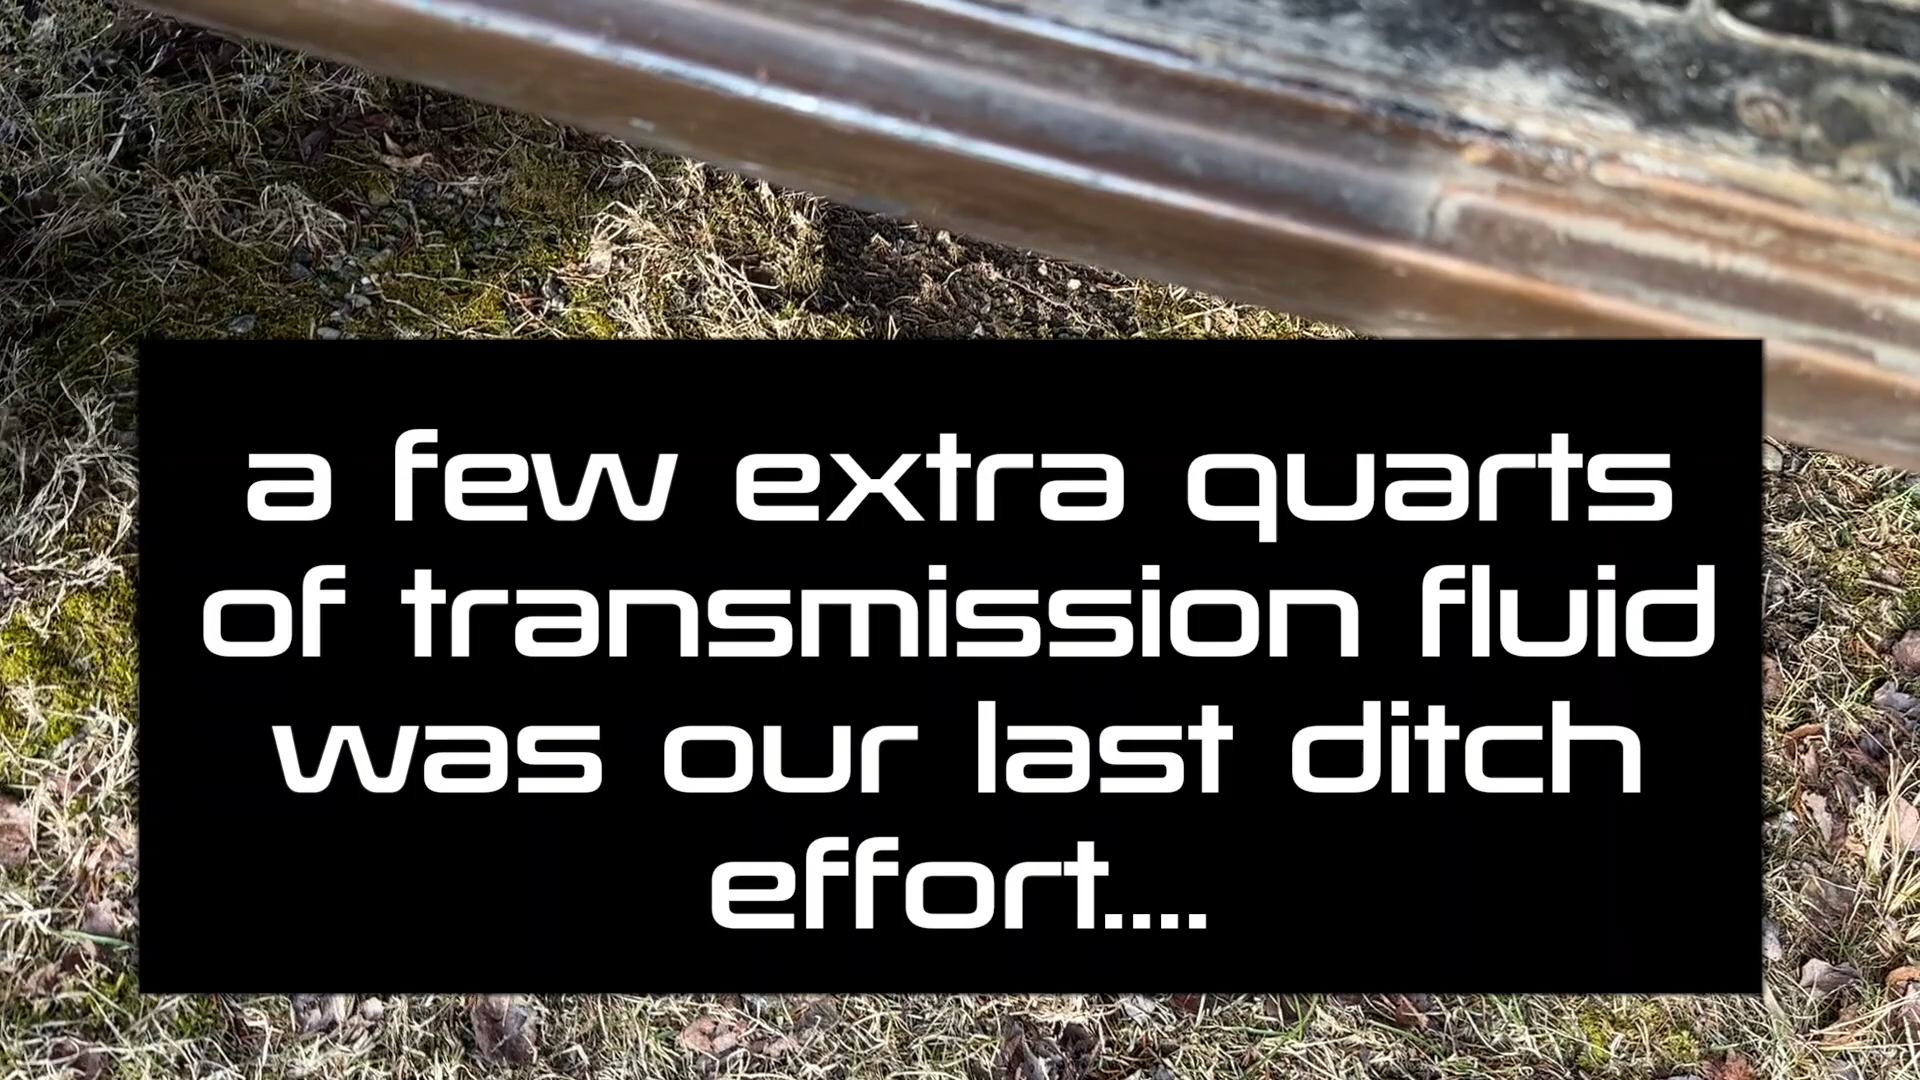 a few extra quarts
of transmission fluid
was our last ditch
effort....